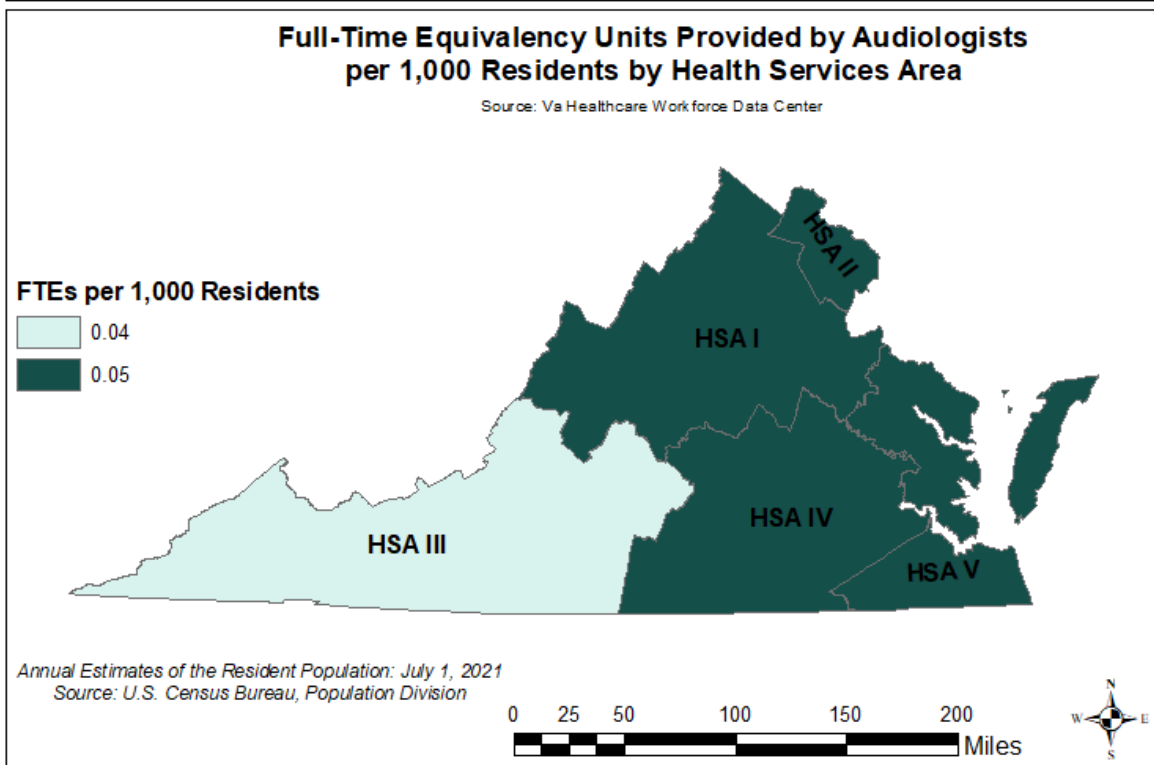 Full-Time Equivalency Units Provided by Audiologists
per 1,000 Residents by Health Services Area
Source: Va Healthcare Workforce Data Center
HSA II
FTEs per 1,000 Residents
0.04
0.05
HSA I
HSA IV
HSA III
HSA V
Annual Estimates of the Resident Population: July 1, 2021
Source: U.S. Census Bureau, Population Division
0 25 50 100 150 200
Miles
N
W E
S